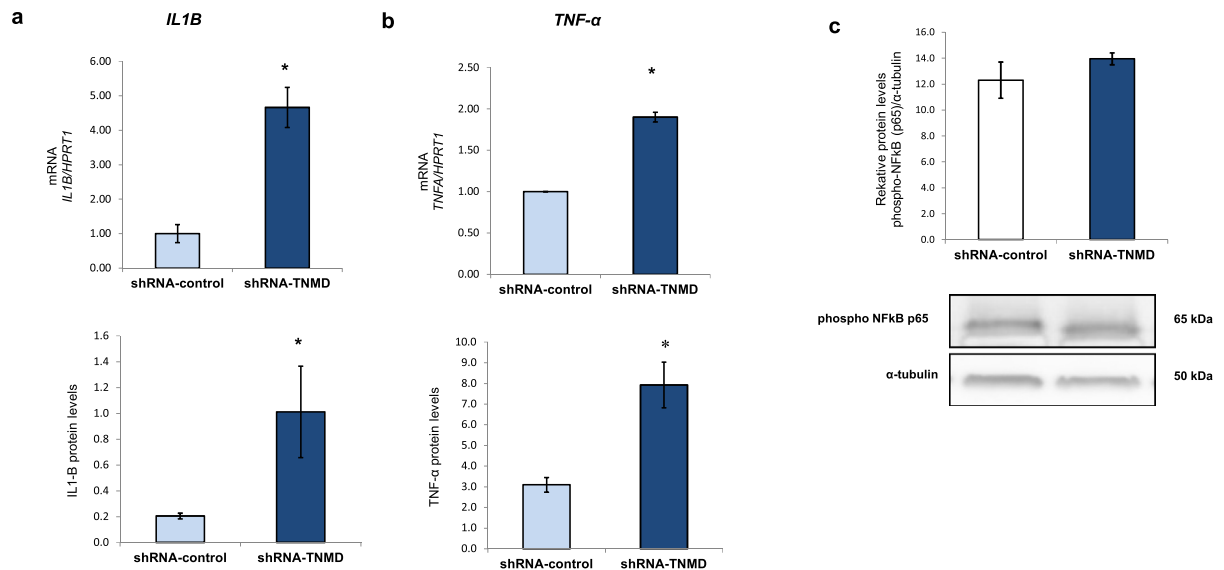 a
IL1B
mRNA
IL1B/HPRT1
6.00
5.00
4.00
3.00
2.00
1.00
0.00
*
shRNA-control shRNA-TNMD
IL1-B protein levels
1.6
1.4
1.2
1.0
0.8
0.6
0.4
0.2
0.0
*
shRNA-control shRNA-TNMD
b
TNF-α
mRNA
TNFA/HPRT1
2.50
2.00
1.50
1.00
0.50
0.00
*
shRNA-control shRNA-TNMD
TNF-α protein levels
10.0
9.0
8.0
7.0
6.0
5.0
4.0
3.0
2.0
1.0
0.0
*
shRNA-control shRNA-TNMD
c
Rekative protein levels
phospho-NFkB (p65)/α-tubulin
16.0
14.0
12.0
10.0
8.0
6.0
4.0
2.0
0.0
shRNA-control shRNA-TNMD
phospho NFkB p65 65 kDa
α-tubulin 50 kDa